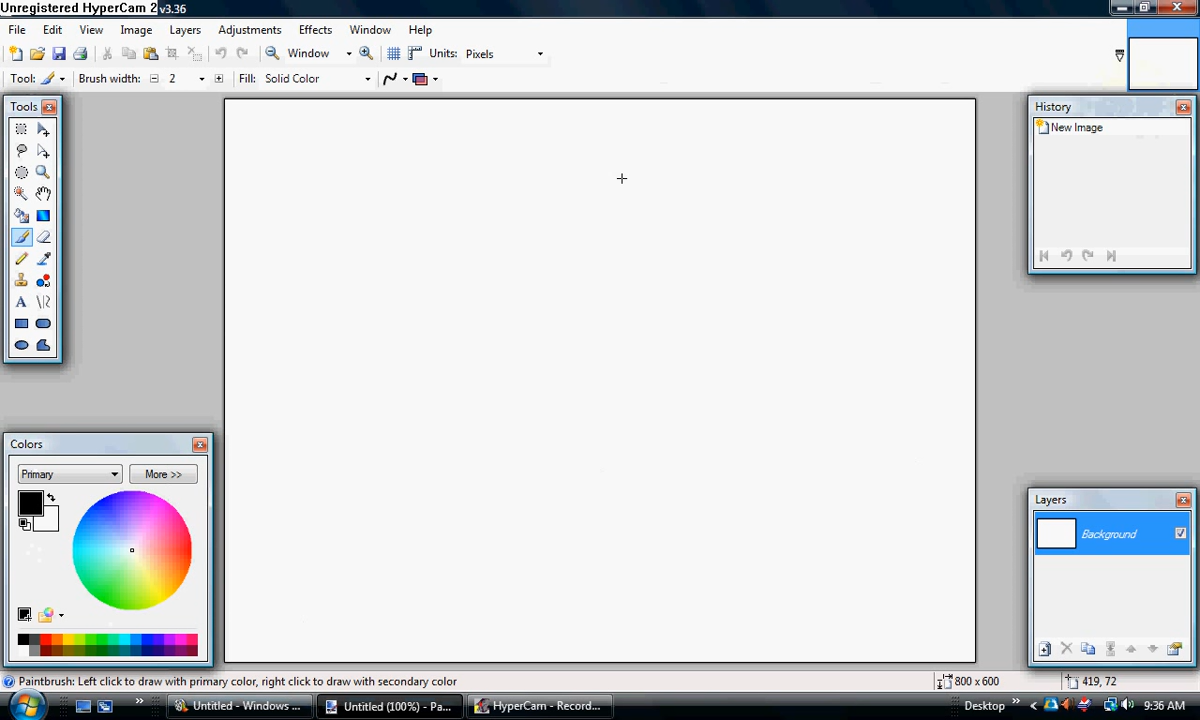 Unregistered HyperCam 2 v3.36
File Edit View Image Layers Adjustments Effects Window Help
Window Units: Pixels
Tool: Brush width: 2 Fill: Solid Color
Tools
History
New Image
Colors
Primary More >>
Layers
Background
Paintbrush: Left click to draw with primary color, right click to draw with secondary color
800 x 600
419, 72
Untitled - Windows ...
Untitled (100%) - Pa...
HyperCam - Record...
Desktop
9:36 AM